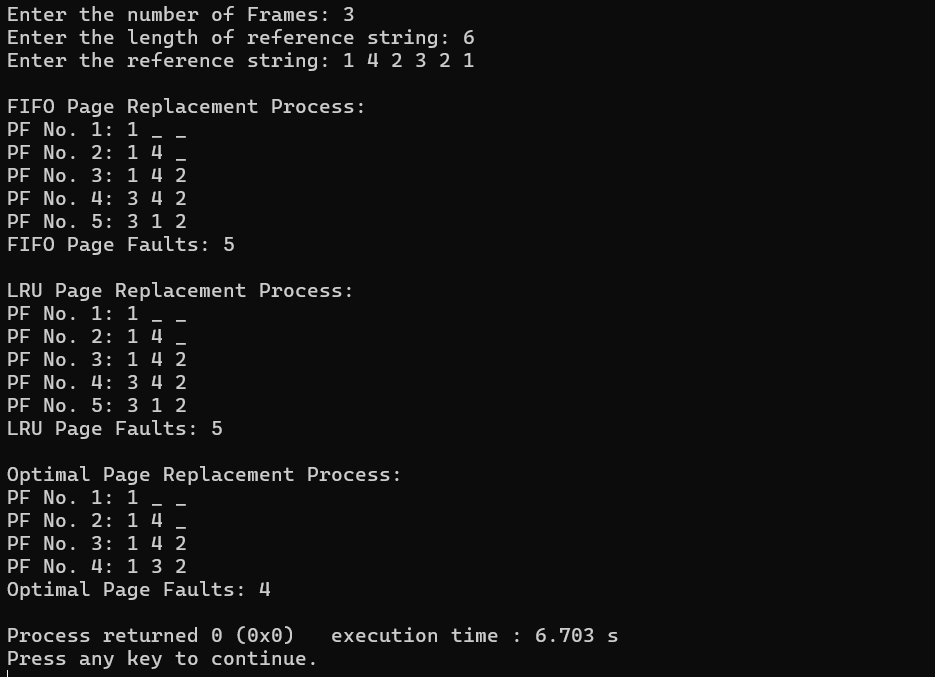 Enter the number of Frames: 3
Enter the length of reference string: 6
Enter the reference string: 1 4 2 3 2 1
FIFO Page Replacement Process:
PF No. 1: 1 _ _
PF No. 2: 1 4 _
PF No. 3: 1 4 2
PF No. 4: 3 4 2
PF No. 5: 3 1 2
FIFO Page Faults: 5
LRU Page Replacement Process:
PF No. 1: 1 _ _
PF No. 2: 1 4 _
PF No. 3: 1 4 2
PF No. 4: 3 4 2
PF No. 5: 3 1 2
LRU Page Faults: 5
Optimal Page Replacement Process:
PF No. 1: 1 _ _
PF No. 2: 1 4 _
PF No. 3: 1 4 2
PF No. 4: 1 3 2
Optimal Page Faults: 4
Process returned 0 (0x0)   execution time : 6.703 s
Press any key to continue.